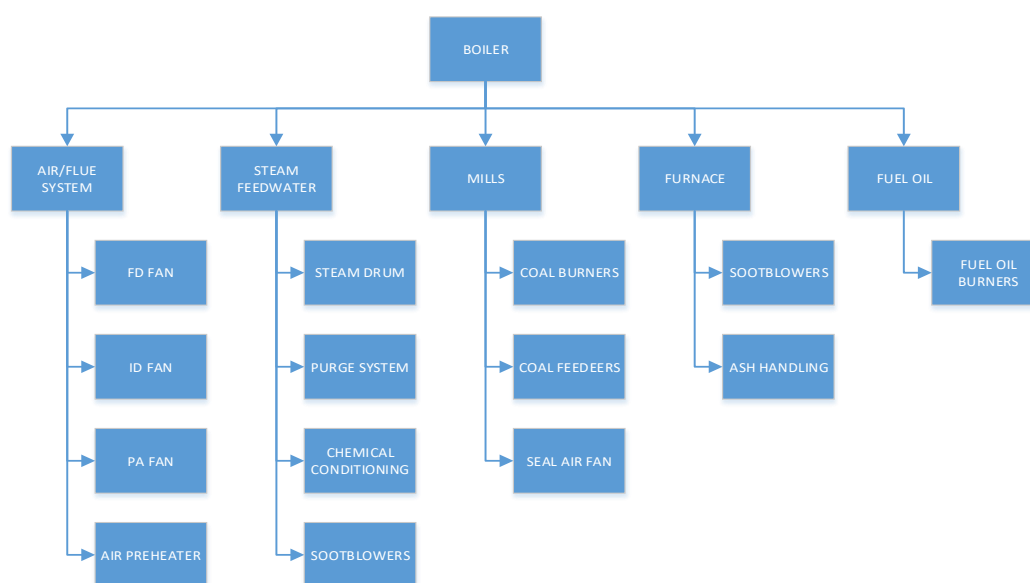 BOILER
AIR/FLUE
SYSTEM
STEAM
FEEDWATER
MILLS
FURNACE
FUEL OIL
FD FAN
STEAM DRUM
COAL BURNERS
SOOTBLOWERS
FUEL OIL
BURNERS
ID FAN
PURGE SYSTEM
COAL FEEDEERS
ASH HANDLING
PA FAN
CHEMICAL
CONDITIONING
SEAL AIR FAN
AIR PREHEATER
SOOTBLOWERS